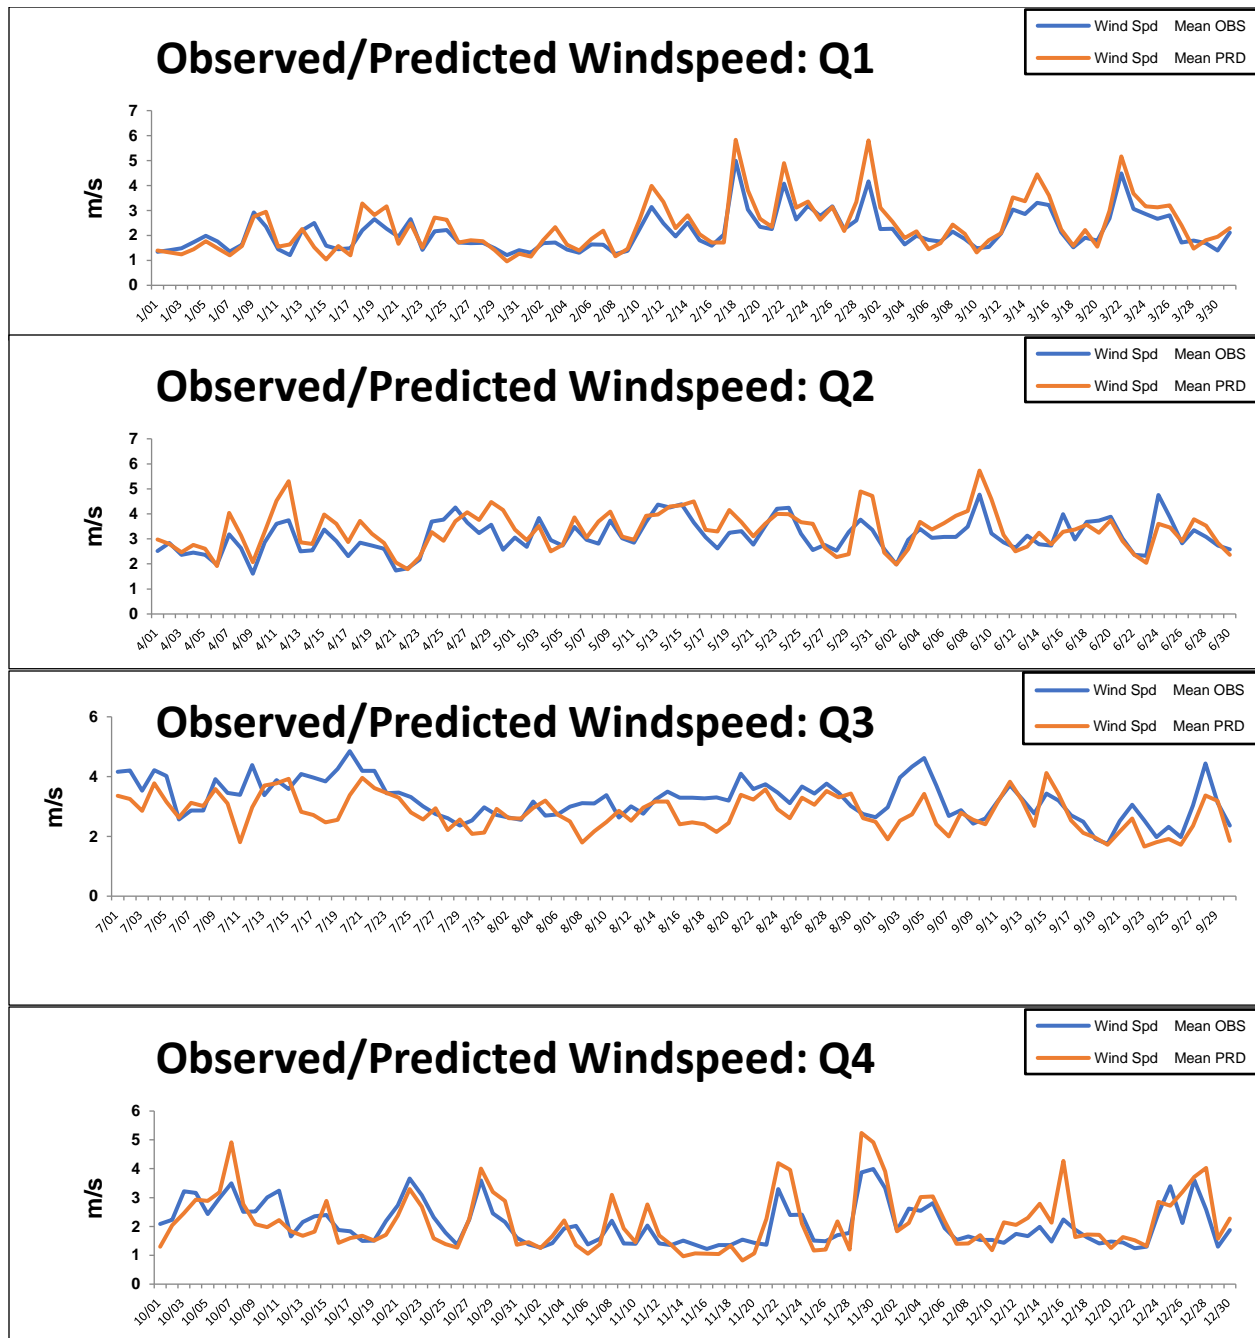 Observed/Predicted Windspeed: Q1
Wind Spd Mean OBS
Wind Spd Mean PRD
m/s
7
6
5
4
3
2
1
0
1/01 1/03 1/05 1/07 1/09 1/11 1/13 1/15 1/17 1/19 1/21 1/23 1/25 1/27 1/29 1/31 2/02 2/04 2/06 2/08 2/10 2/12 2/14 2/16 2/18 2/20 2/22 2/24 2/26 2/28 3/02 3/04 3/06 3/08 3/10 3/12 3/14 3/16 3/18 3/20 3/22 3/24 3/26 3/28 3/30
Observed/Predicted Windspeed: Q2
Wind Spd Mean OBS
Wind Spd Mean PRD
m/s
7
6
5
4
3
2
1
0
4/01 4/03 4/05 4/07 4/09 4/11 4/13 4/15 4/17 4/19 4/21 4/23 4/25 4/27 4/29 5/01 5/03 5/05 5/07 5/09 5/11 5/13 5/15 5/17 5/19 5/21 5/23 5/25 5/27 5/29 5/31 6/02 6/04 6/06 6/08 6/10 6/12 6/14 6/16 6/18 6/20 6/22 6/24 6/26 6/28 6/30
Observed/Predicted Windspeed: Q3
Wind Spd Mean OBS
Wind Spd Mean PRD
m/s
6
4
2
0
7/01 7/03 7/05 7/07 7/09 7/11 7/13 7/15 7/17 7/19 7/21 7/23 7/25 7/27 7/29 7/31 8/02 8/04 8/06 8/08 8/10 8/12 8/14 8/16 8/18 8/20 8/22 8/24 8/26 8/28 8/30 9/01 9/03 9/05 9/07 9/09 9/11 9/13 9/15 9/17 9/19 9/21 9/23 9/25 9/27 9/29
Observed/Predicted Windspeed: Q4
Wind Spd Mean OBS
Wind Spd Mean PRD
m/s
6
5
4
3
2
1
0
10/01 10/03 10/05 10/07 10/09 10/11 10/13 10/15 10/17 10/19 10/21 10/23 10/25 10/27 10/29 10/31 11/02 11/04 11/06 11/08 11/10 11/12 11/14 11/16 11/18 11/20 11/22 11/24 11/26 11/28 11/30 12/02 12/04 12/06 12/08 12/10 12/12 12/14 12/16 12/18 12/20 12/22 12/24 12/26 12/28 12/30